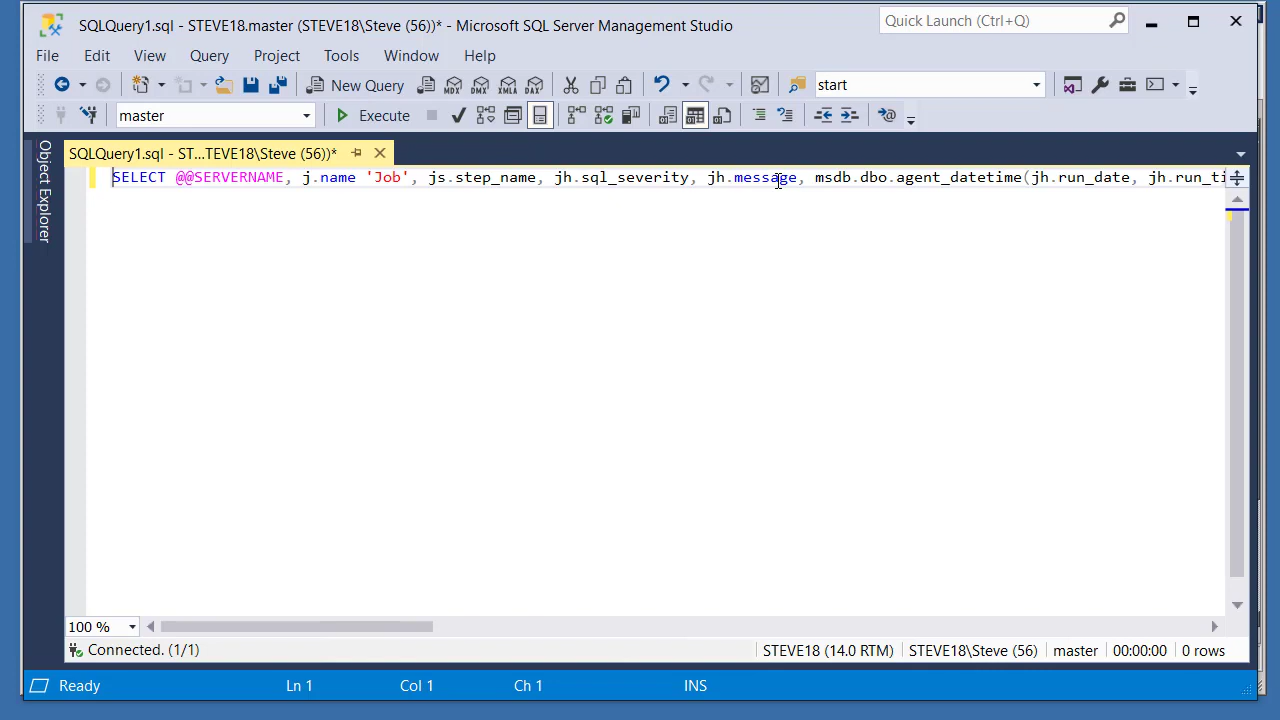 SQLQuery1.sql - STEVE18.master (STEVE18\Steve (56))* - Microsoft SQL Server Management Studio
Quick Launch (Ctrl+Q)
File Edit View Query Project Tools Window Help
New Query
MDX DMX XMLA DAX
start
master
Execute
SQLQuery1.sql - ST...TEVE18\Steve (56))*
Object Explorer
SELECT @@SERVERNAME, j.name 'Job', js.step_name, jh.sql_severity, jh.message, msdb.dbo.agent_datetime(jh.run_date, jh.run_ti
100 %
Connected. (1/1)
STEVE18 (14.0 RTM) STEVE18\Steve (56) master 00:00:00 0 rows
Ready Ln 1 Col 1 Ch 1 INS